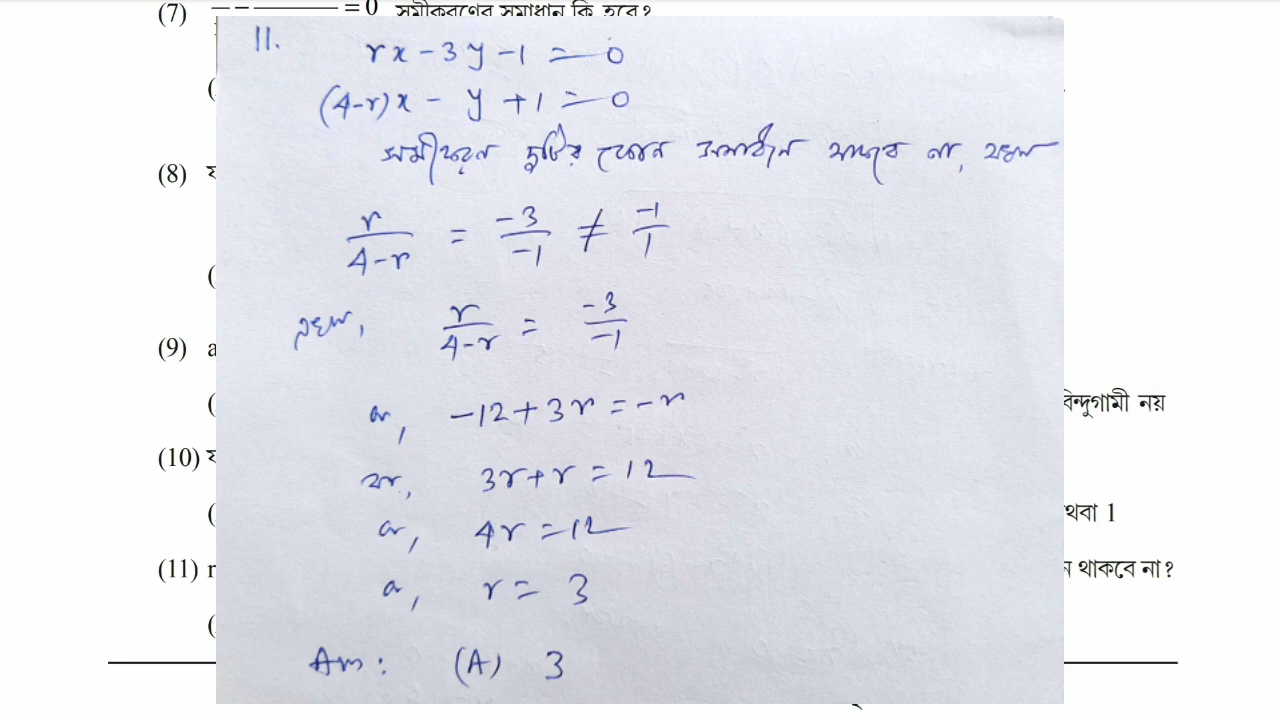 (7) = 0 সমীকরণের সমাধান কি হবে?
11. rx - 3y - 1 = 0
(4-r)x - y + 1 = 0
(8)
সমীকরণ দুটির কোন সমাধান থাকবে না, যখন
r/(4-r) = -3/-1 ≠ -1/1
এখন, r/(4-r) = -3/-1
(9) a
বা, -12 + 3r = -r
বিন্দুগামী নয়
(10)
বা, 3r + r = 12
বা, 4r = 12
থবা 1
(11) r
ন থাকবে না?
বা, r = 3
Ans: (A) 3